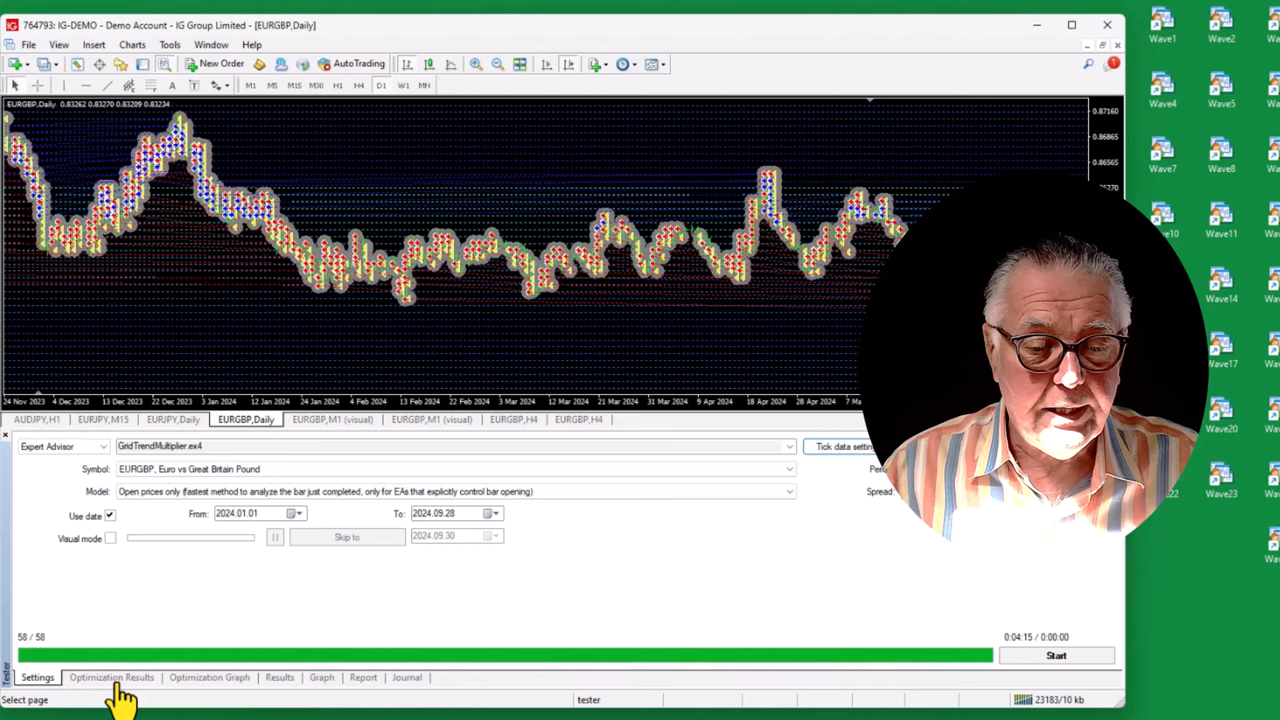 IG 764793: IG-DEMO - Demo Account - IG Group Limited - [EURGBP,Daily]
File View Insert Charts Tools Window Help
New Order AutoTrading 1
A T M1 M5 M15 M30 H1 H4 D1 W1 MN
EURGBP,Daily 0.83262 0.83270 0.83209 0.83234
0.87160
0.86865
0.86565
0.86270
24 Nov 2023 4 Dec 2023 13 Dec 2023 22 Dec 2023 3 Jan 2024 12 Jan 2024 24 Jan 2024 2 Feb 2024 13 Feb 2024 22 Feb 2024 3 Mar 2024 12 Mar 2024 21 Mar 2024 31 Mar 2024 9 Apr 2024 18 Apr 2024 28 Apr 2024
AUDJPY,H1 EURJPY,M15 EURJPY,Daily EURGBP,Daily EURGBP,M1 (visual) EURGBP,M1 (visual) EURGBP,H4 EURGBP,H4
Expert Advisor GridTrendMultiplier.ex4 Tick data settin
Symbol: EURGBP, Euro vs Great Britain Pound
Model: Open prices only (fastest method to analyze the bar just completed, only for EAs that explicitly control bar opening) Spread:
Use date From: 2024.01.01 To: 2024.09.28
Visual mode Skip to 2024.09.30
58 / 58 0:04:15 / 0:00:00
Start
Tester
Settings Optimization Results Optimization Graph Results Graph Report Journal
Select page tester 23183/10 kb
Wave1 Wave2
Wave4 Wave5
Wave7 Wave8
Wave10 Wave11
Wave14
Wave17
Wave20
Wave23